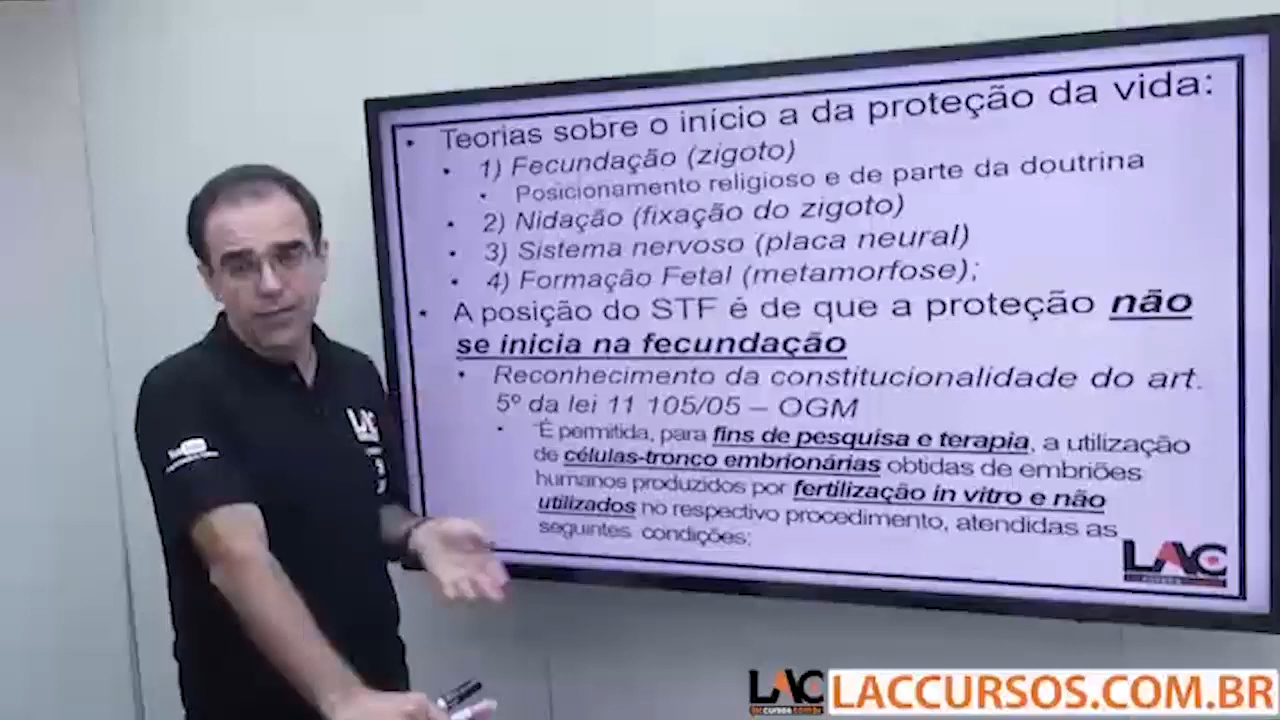 • Teorias sobre o início a da proteção da vida:
• 1) Fecundação (zigoto)
• Posicionamento religioso e de parte da doutrina
• 2) Nidação (fixação do zigoto)
• 3) Sistema nervoso (placa neural)
• 4) Formação Fetal (metamorfose);
• A posição do STF é de que a proteção não
se inicia na fecundação
• Reconhecimento da constitucionalidade do art.
5º da lei 11 105/05 – OGM
• "É permitida, para fins de pesquisa e terapia, a utilização
de células-tronco embrionárias obtidas de embriões
humanos produzidos por fertilização in vitro e não
utilizados no respectivo procedimento, atendidas as
seguintes condições:
LAC
LAC
LAC
LACCURSOS.COM.BR